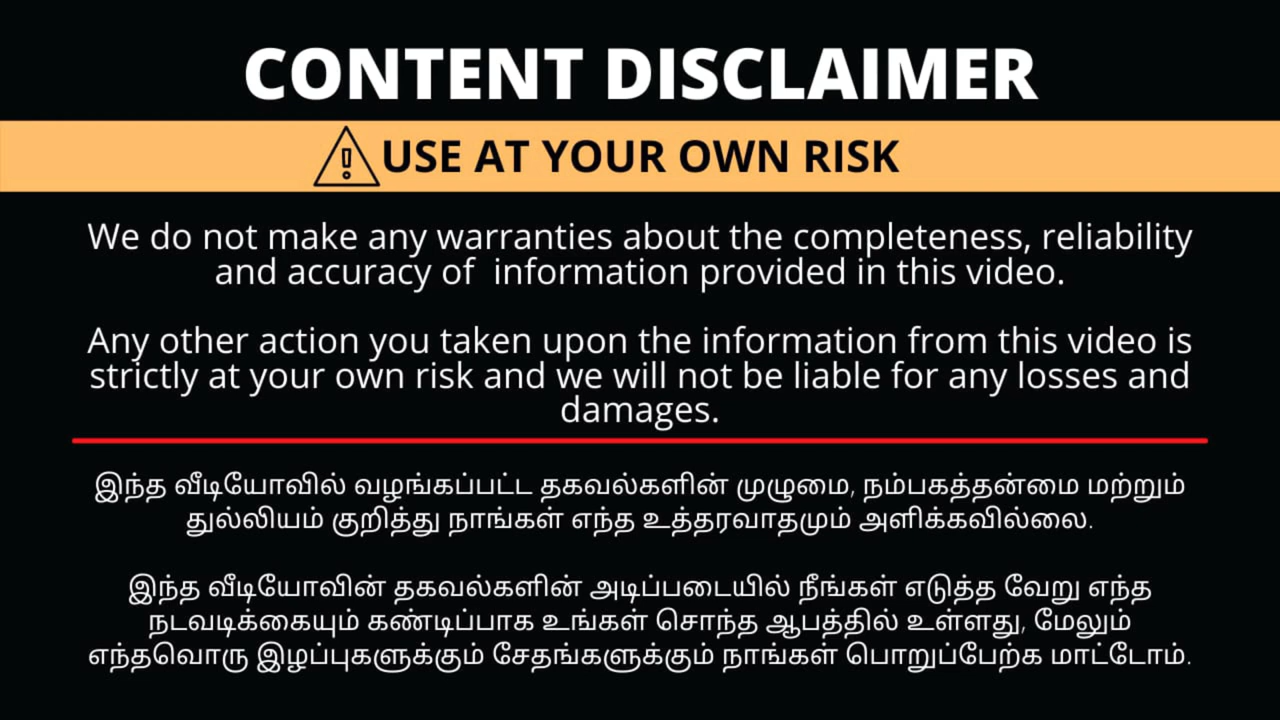 CONTENT DISCLAIMER
USE AT YOUR OWN RISK
We do not make any warranties about the completeness, reliability
and accuracy of  information provided in this video.
Any other action you taken upon the information from this video is
strictly at your own risk and we will not be liable for any losses and
damages.
இந்த வீடியோவில் வழங்கப்பட்ட தகவல்களின் முழுமை, நம்பகத்தன்மை மற்றும்
துல்லியம் குறித்து நாங்கள் எந்த உத்தரவாதமும் அளிக்கவில்லை.
இந்த வீடியோவின் தகவல்களின் அடிப்படையில் நீங்கள் எடுத்த வேறு எந்த
நடவடிக்கையும் கண்டிப்பாக உங்கள் சொந்த ஆபத்தில் உள்ளது, மேலும்
எந்தவொரு இழப்புகளுக்கும் சேதங்களுக்கும் நாங்கள் பொறுப்பேற்க மாட்டோம்.